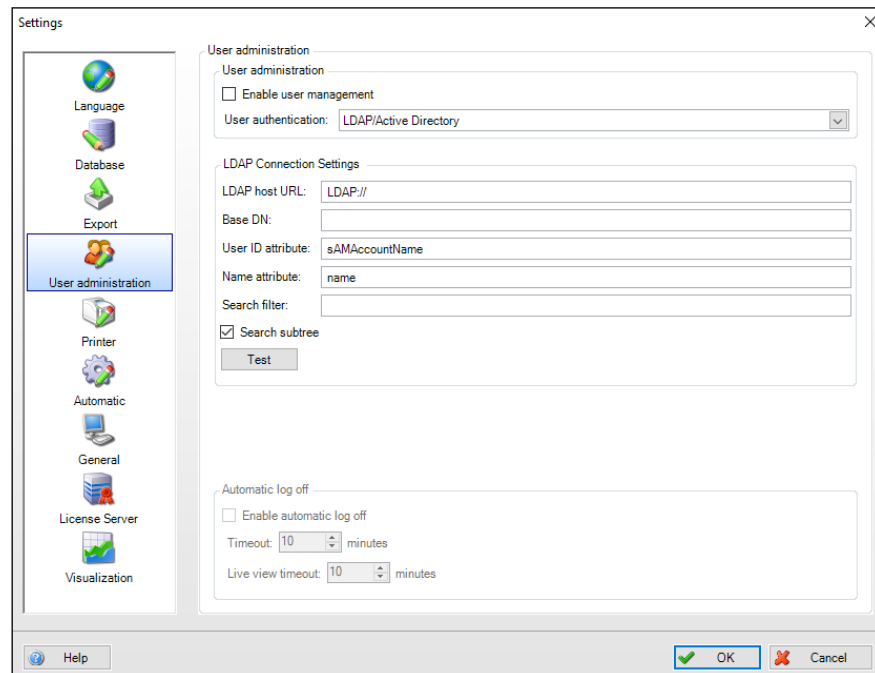 Settings
Language
Database
Export
User administration
Printer
Automatic
General
License Server
Visualization
User administration
User administration
Enable user management
User authentication: LDAP/Active Directory
LDAP Connection Settings
LDAP host URL: LDAP://
Base DN:
User ID attribute: sAMAccountName
Name attribute: name
Search filter:
Search subtree
Test
Automatic log off
Enable automatic log off
Timeout: 10 minutes
Live view timeout: 10 minutes
Help
OK
Cancel